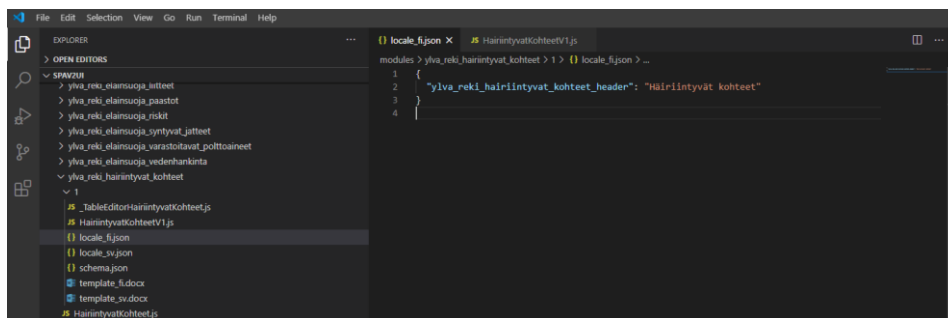 File Edit Selection View Go Run Terminal Help
EXPLORER ...
{} locale_fi.json × JS HairiintyvatKohteetV1.js ...
> OPEN EDITORS
modules > ylva_reki_hairiintyvat_kohteet > 1 > {} locale_fi.json > ...
∨ SPAV2UI
> ylva_reki_elainsuoja_liitteet
> ylva_reki_elainsuoja_paastot
> ylva_reki_elainsuoja_riskit
> ylva_reki_elainsuoja_syntyvat_jatteet
> ylva_reki_elainsuoja_varastoitavat_polttoaineet
> ylva_reki_elainsuoja_vedenhankinta
∨ ylva_reki_hairiintyvat_kohteet
∨ 1
JS _TableEditorHairiintyvatKohteet.js
JS HairiintyvatKohteetV1.js
{} locale_fi.json
{} locale_sv.json
{} schema.json
template_fi.docx
template_sv.docx
JS HairiintyvatKohteet.js
1 {
2 "ylva_reki_hairiintyvat_kohteet_header": "Häiriintyvät kohteet"
3 }
4